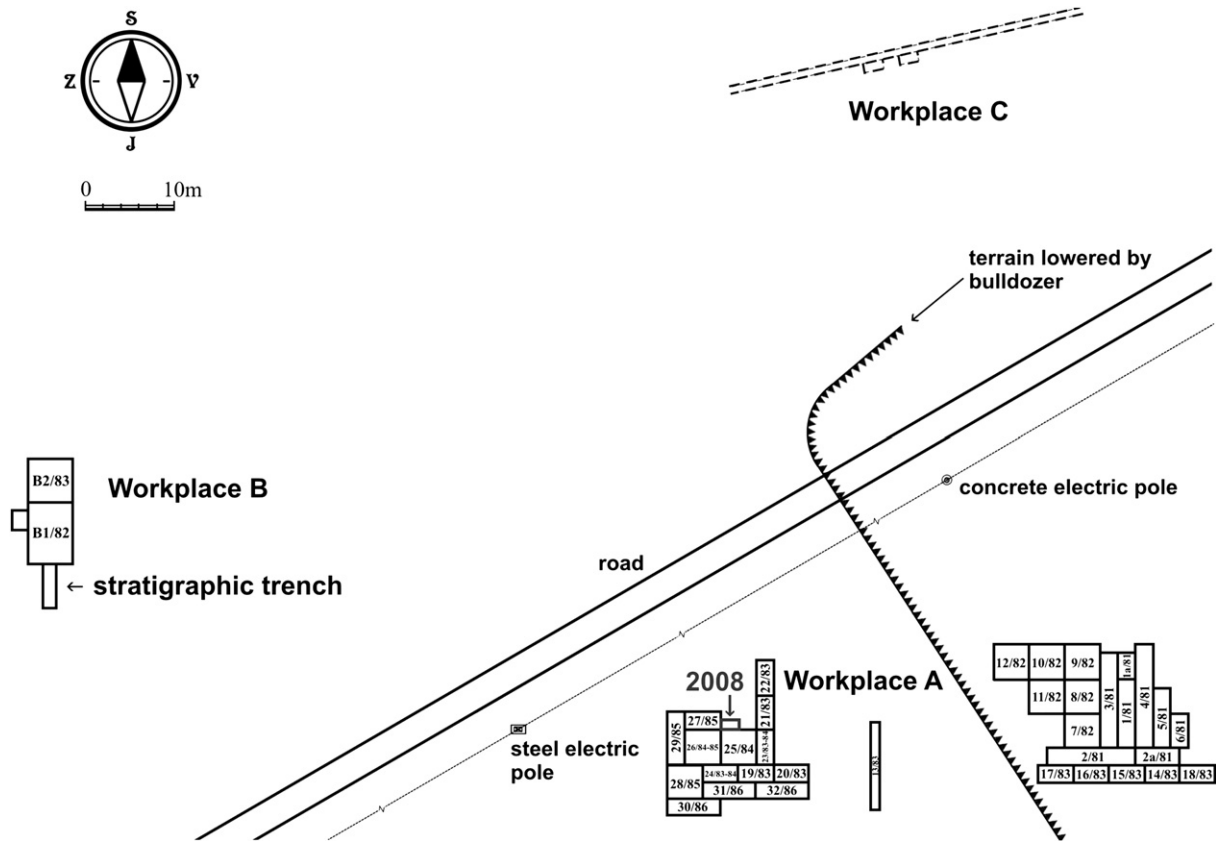 S
Z V
J
0 10m
Workplace C
terrain lowered by
bulldozer
B2/83
Workplace B
B1/82
stratigraphic trench
concrete electric pole
road
N
N
N
steel electric
pole
2008
Workplace A
22/83
21/83
27/85
29/85
26/84-85
25/84
23/83-84
28/85
24/83-84
19/83
20/83
31/86
32/86
30/86
13/83
12/82
10/82
9/82
1a/81
11/82
8/82
3/81
1/81
4/81
5/81
6/81
7/82
2/81
2a/81
17/83
16/83
15/83
14/83
18/83